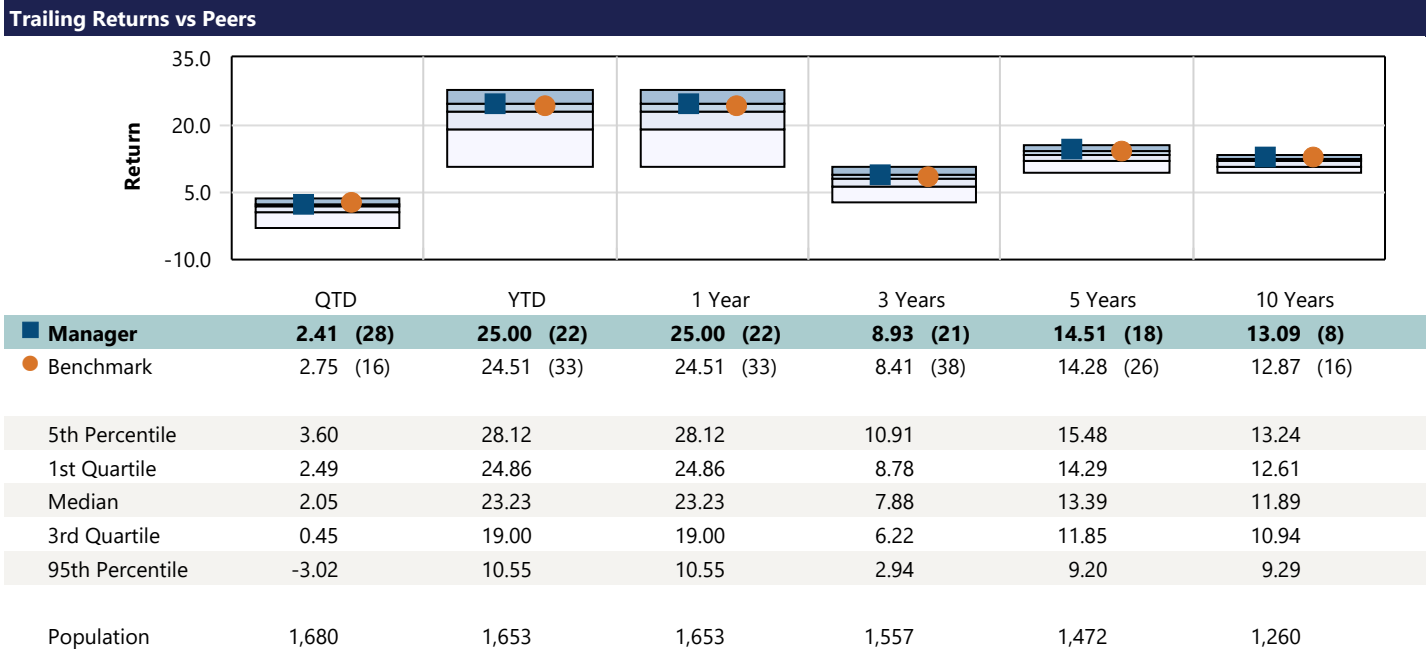 Trailing Returns vs Peers
35.0
20.0
5.0
-10.0
Return
QTD YTD 1 Year 3 Years 5 Years 10 Years
Manager 2.41 (28) 25.00 (22) 25.00 (22) 8.93 (21) 14.51 (18) 13.09 (8)
Benchmark 2.75 (16) 24.51 (33) 24.51 (33) 8.41 (38) 14.28 (26) 12.87 (16)
5th Percentile 3.60 28.12 28.12 10.91 15.48 13.24
1st Quartile 2.49 24.86 24.86 8.78 14.29 12.61
Median 2.05 23.23 23.23 7.88 13.39 11.89
3rd Quartile 0.45 19.00 19.00 6.22 11.85 10.94
95th Percentile -3.02 10.55 10.55 2.94 9.20 9.29
Population 1,680 1,653 1,653 1,557 1,472 1,260